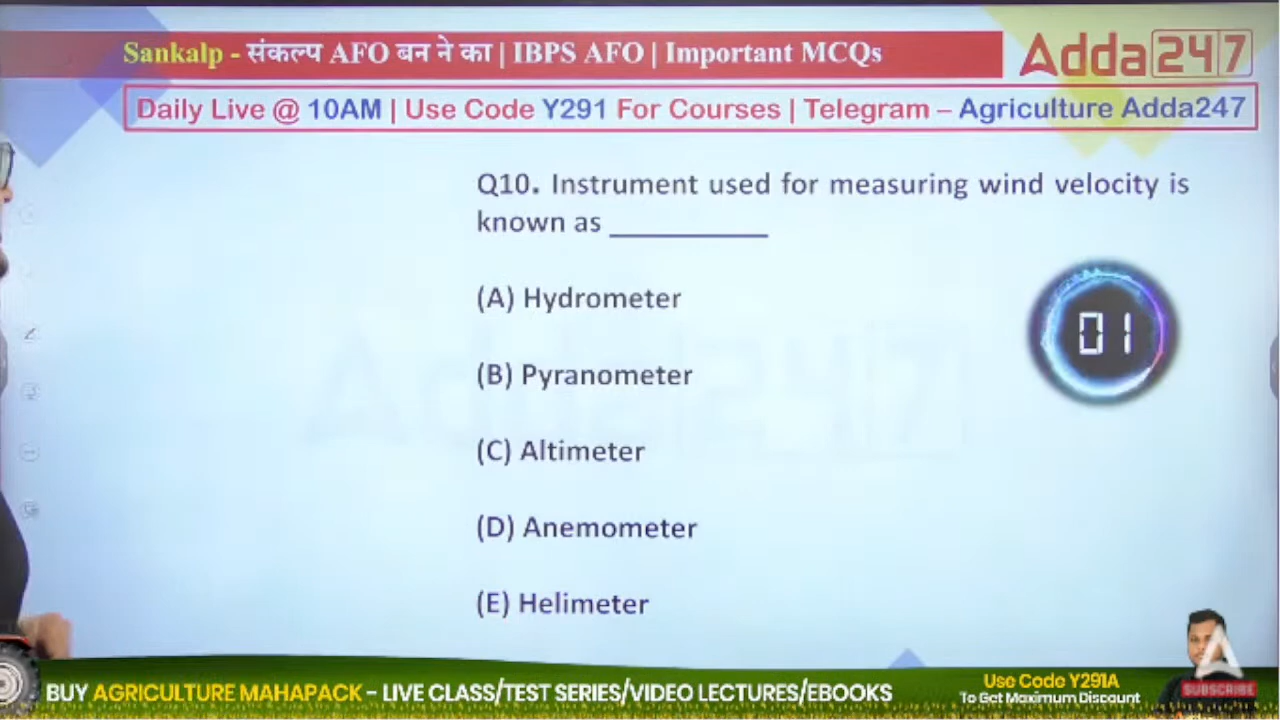 Sankalp - संकल्प AFO बन ने का | IBPS AFO | Important MCQs
Adda247
Daily Live @ 10AM | Use Code Y291 For Courses | Telegram – Agriculture Adda247
Q10. Instrument used for measuring wind velocity is
known as __________
(A) Hydrometer
01
(B) Pyranometer
(C) Altimeter
(D) Anemometer
(E) Helimeter
BUY AGRICULTURE MAHAPACK - LIVE CLASS/TEST SERIES/VIDEO LECTURES/EBOOKS
Use Code Y291A
To Get Maximum Discount
SUBSCRIBE